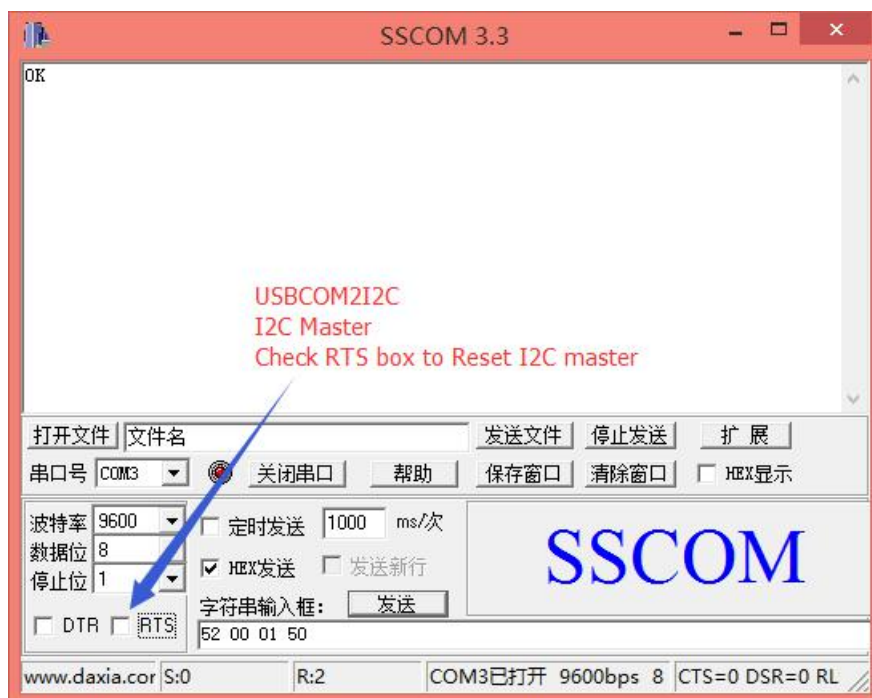 SSCOM 3.3
OK
USBCOM2I2C
I2C Master
Check RTS box to Reset I2C master
打开文件 文件名 发送文件 停止发送 扩 展
串口号 COM3 关闭串口 帮助 保存窗口 清除窗口 HEX显示
波特率 9600 定时发送 1000 ms/次
数据位 8
停止位 1 HEX发送 发送新行
SSCOM
字符串输入框： 发送
DTR RTS 52 00 01 50
www.daxia.cor S:0 R:2 COM3已打开 9600bps 8 CTS=0 DSR=0 RL